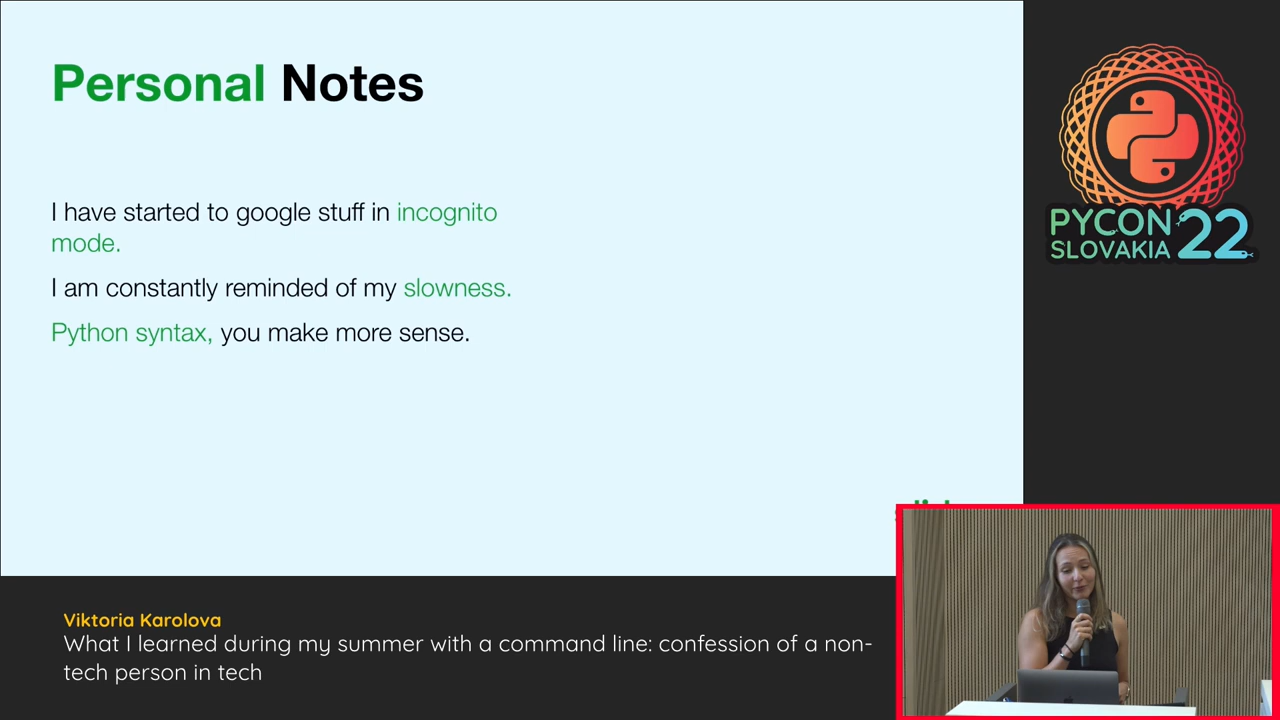 Personal Notes
I have started to google stuff in incognito
mode.
I am constantly reminded of my slowness.
Python syntax, you make more sense.
PYCON
SLOVAKIA 22
Viktoria Karolova
What I learned during my summer with a command line: confession of a non-
tech person in tech